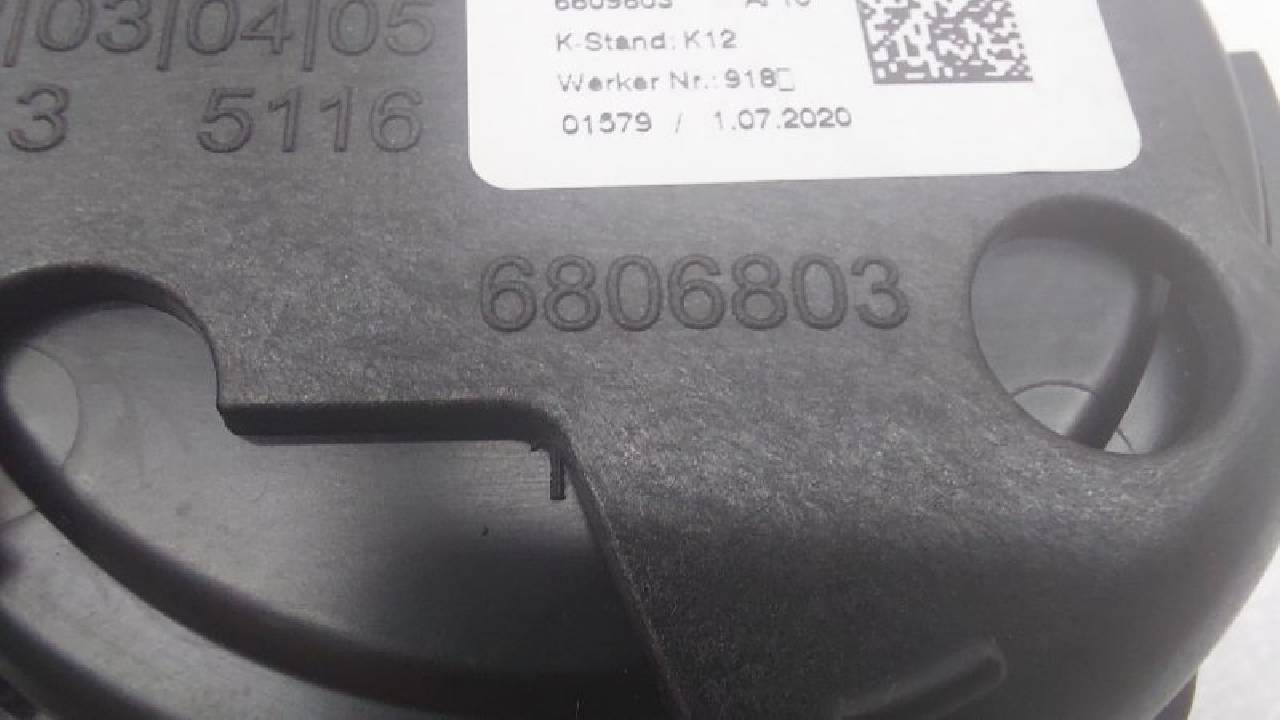 /03/04/05
3 5116
K-Stand: K12
Werker Nr.: 918
01579 / 1.07.2020
6806803